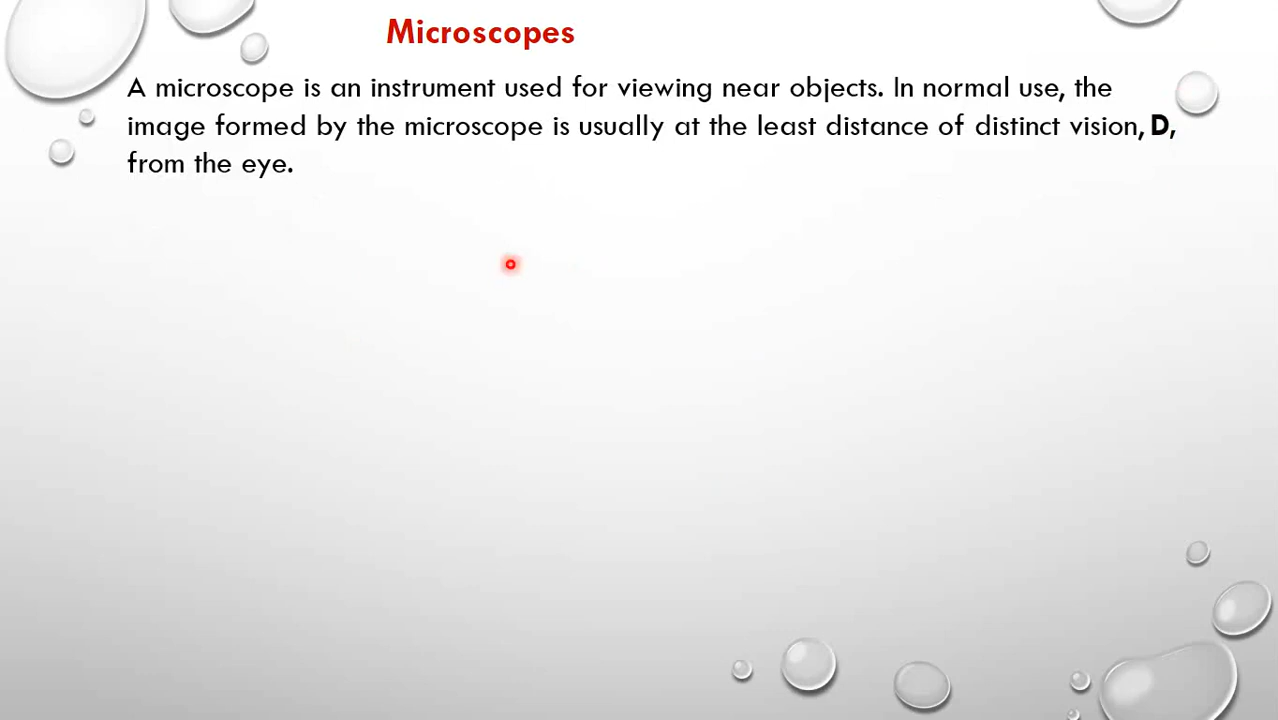 Microscopes
A microscope is an instrument used for viewing near objects. In normal use, the
image formed by the microscope is usually at the least distance of distinct vision, D,
from the eye.